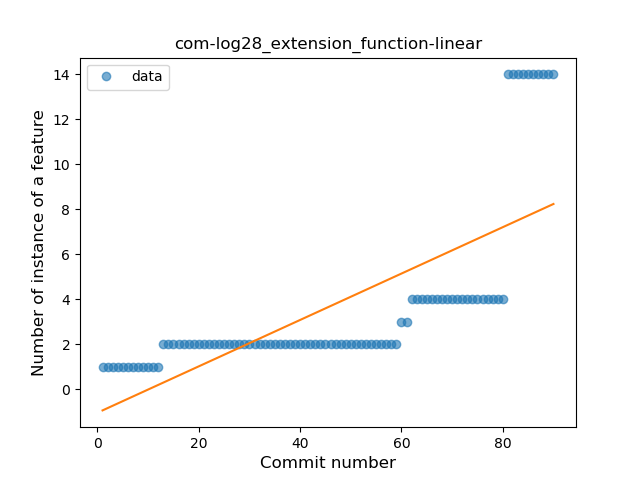 com-log28_extension_function-linear
data
Number of instance of a feature
14
12
10
8
6
4
2
0
0 20 40 60 80
Commit number